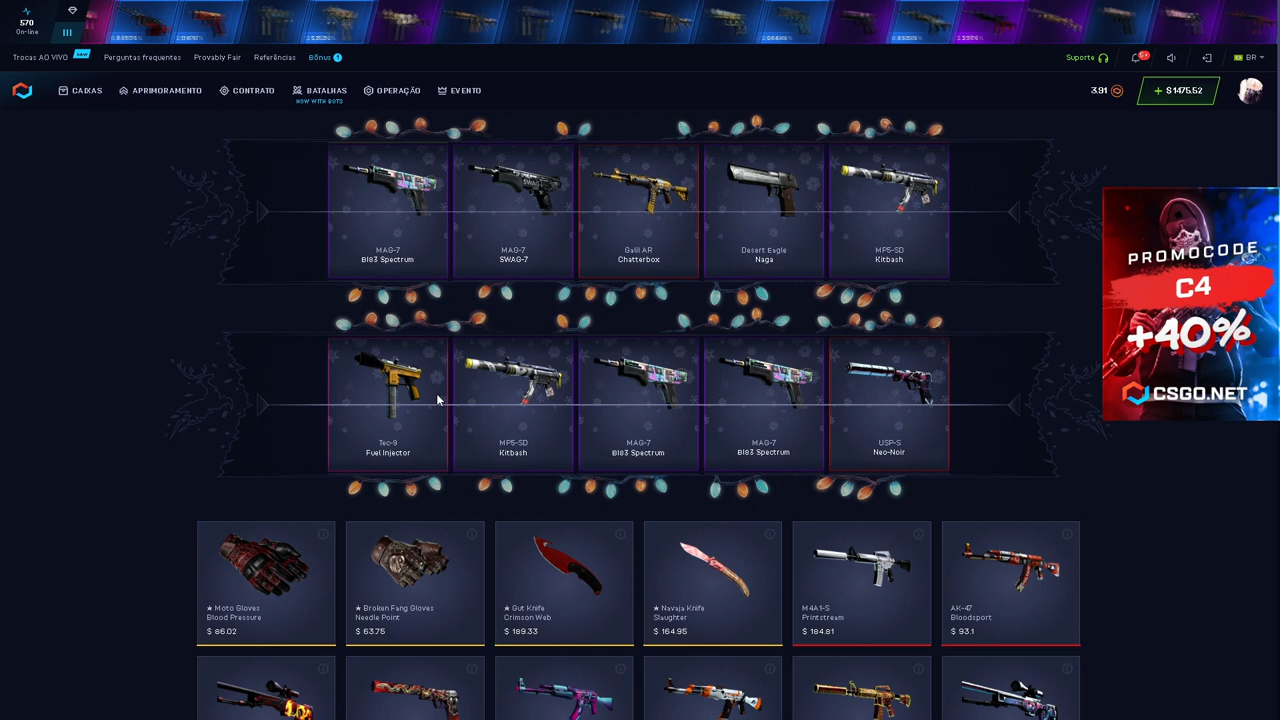 570
On-line
Trocas AO VIVO
Perguntas frequentes
Provably Fair
Referências
Bônus 1
Suporte
5+
BR
CAIXAS
APRIMORAMENTO
CONTRATO
BATALHAS
NOW WITH BOTS
OPERAÇÃO
EVENTO
3.91
+ $ 1475.52
MAG-7
BI83 Spectrum
MAG-7
SWAG-7
Galil AR
Chatterbox
Desert Eagle
Naga
MP5-SD
Kitbash
PROMOCODE
C4
+40%
CSGO.NET
Tec-9
Fuel Injector
MP5-SD
Kitbash
MAG-7
BI83 Spectrum
MAG-7
BI83 Spectrum
USP-S
Neo-Noir
★ Moto Gloves
Blood Pressure
$ 86.02
★ Broken Fang Gloves
Needle Point
$ 63.75
★ Gut Knife
Crimson Web
$ 189.33
★ Navaja Knife
Slaughter
$ 164.95
M4A1-S
Printstream
$ 184.81
AK-47
Bloodsport
$ 93.1